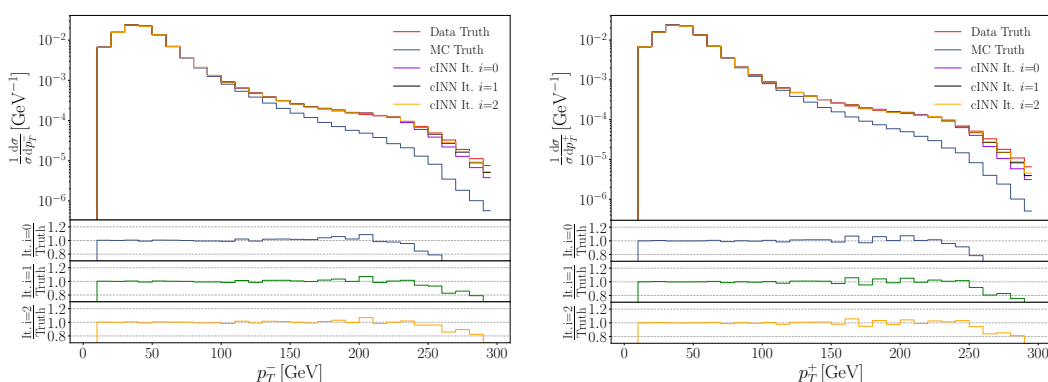 10⁻²
10⁻³
10⁻⁴
10⁻⁵
10⁻⁶
1/σ dσ/dp_T⁻ [GeV⁻¹]
Data Truth
MC Truth
cINN It. i=0
cINN It. i=1
cINN It. i=2
It. i=0/Truth
1.2
1.0
0.8
It. i=1/Truth
1.2
1.0
0.8
It. i=2/Truth
1.2
1.0
0.8
0 50 100 150 200 250 300
p_T⁻ [GeV]
10⁻²
10⁻³
10⁻⁴
10⁻⁵
10⁻⁶
1/σ dσ/dp_T⁻ [GeV⁻¹]
Data Truth
MC Truth
cINN It. i=0
cINN It. i=1
cINN It. i=2
It. i=0/Truth
1.2
1.0
0.8
It. i=1/Truth
1.2
1.0
0.8
It. i=2/Truth
1.2
1.0
0.8
0 50 100 150 200 250 300
p_T⁺ [GeV]